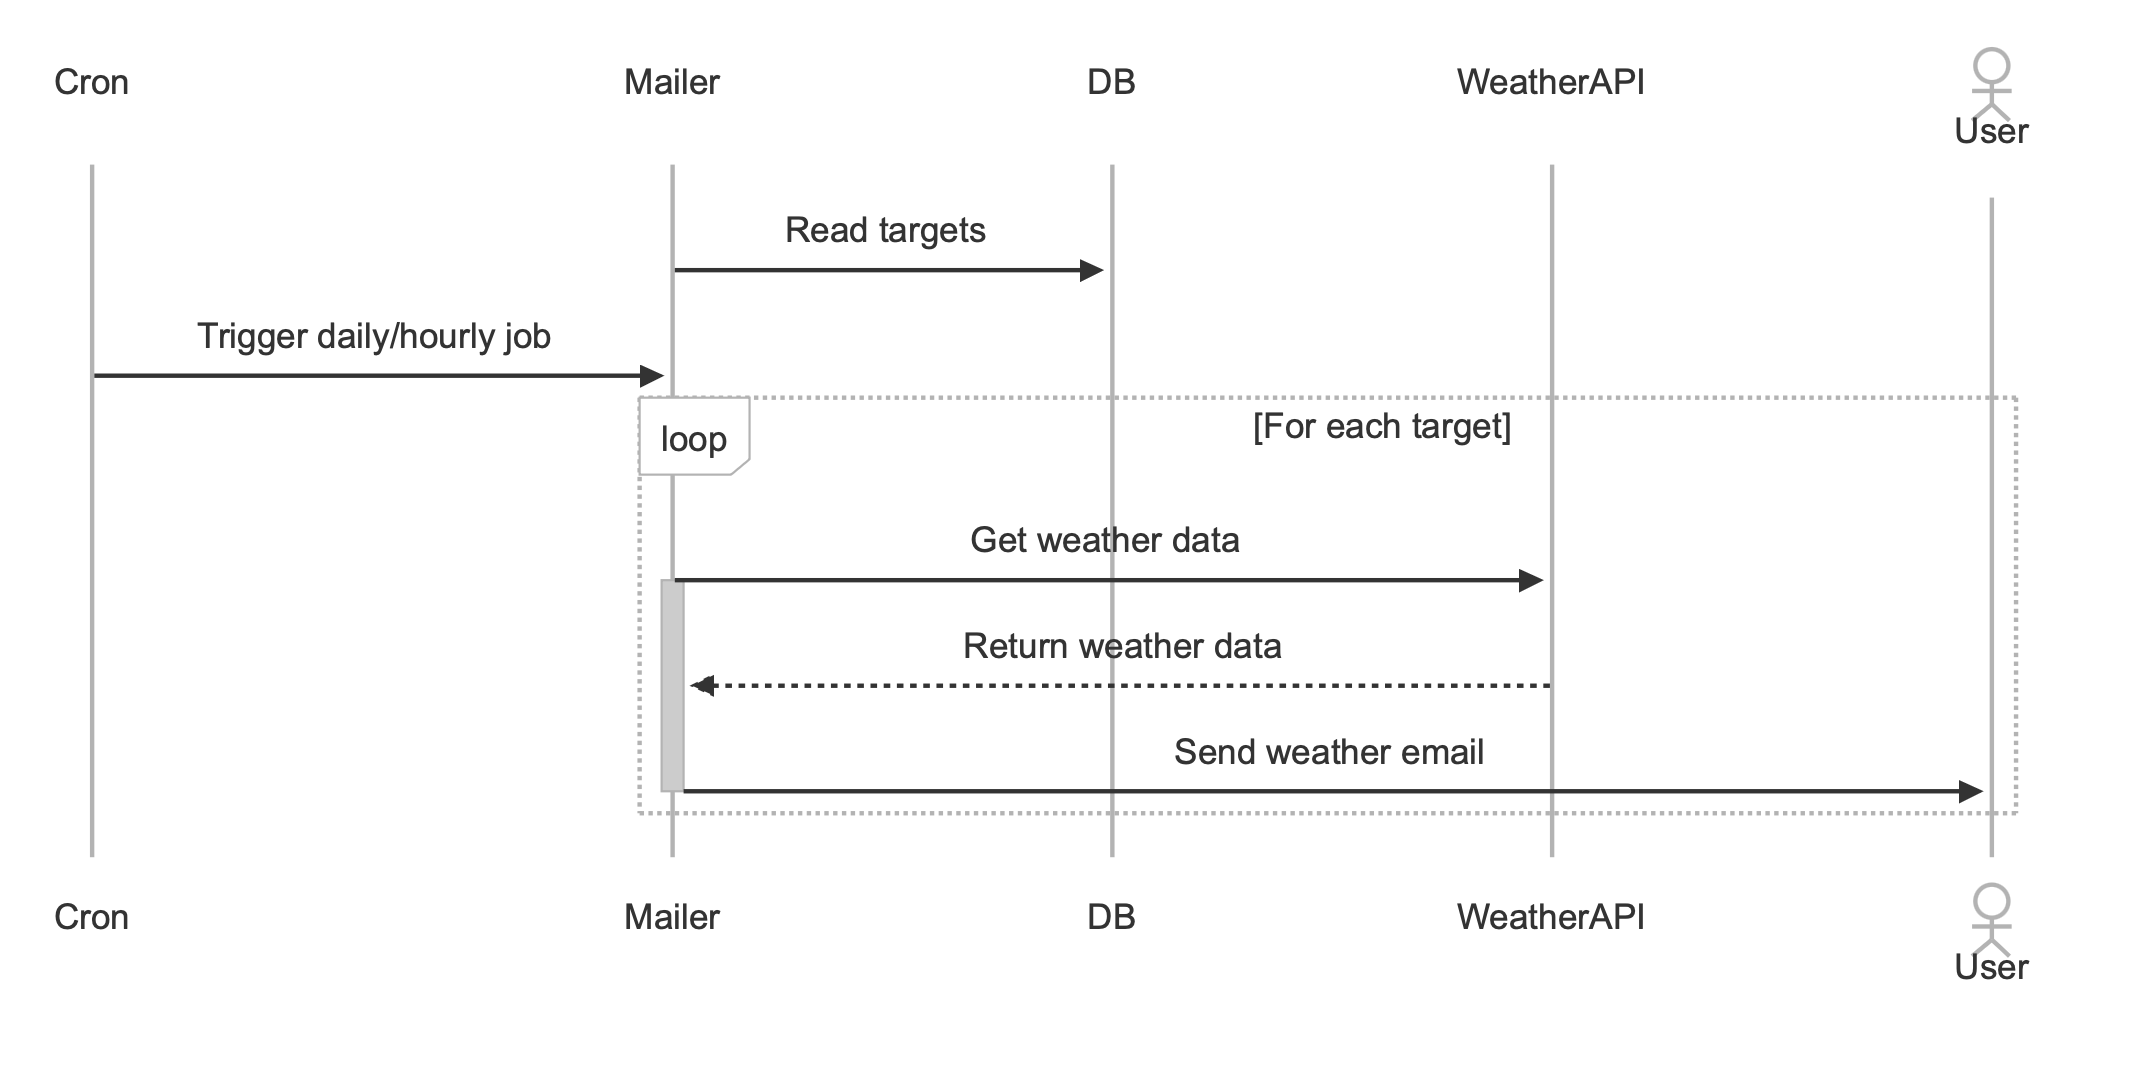 Cron
Mailer
DB
WeatherAPI
User
Read targets
Trigger daily/hourly job
loop
[For each target]
Get weather data
Return weather data
Send weather email
Cron
Mailer
DB
WeatherAPI
User